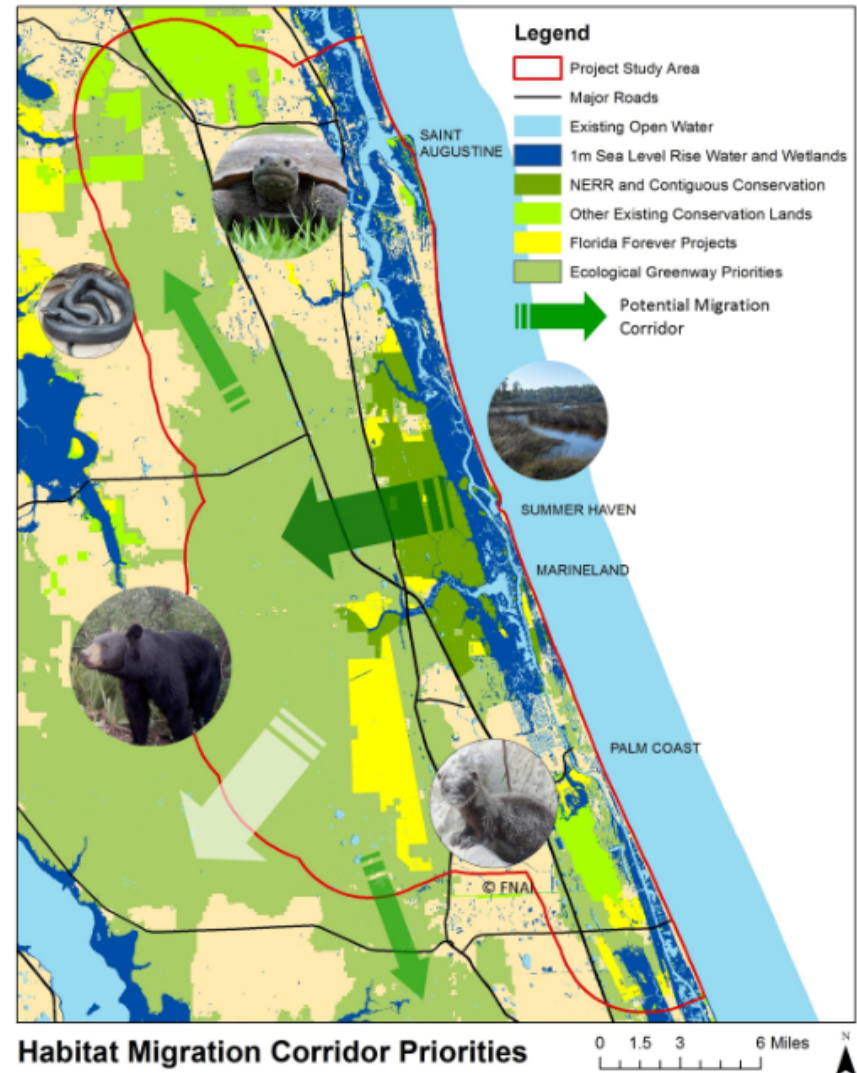 Legend
Project Study Area
Major Roads
Existing Open Water
1m Sea Level Rise Water and Wetlands
NERR and Contiguous Conservation
Other Existing Conservation Lands
Florida Forever Projects
Ecological Greenway Priorities
Potential Migration
Corridor
SAINT
AUGUSTINE
SUMMER HAVEN
MARINELAND
PALM COAST
© FNAI
Habitat Migration Corridor Priorities
0 1.5 3 6 Miles
N